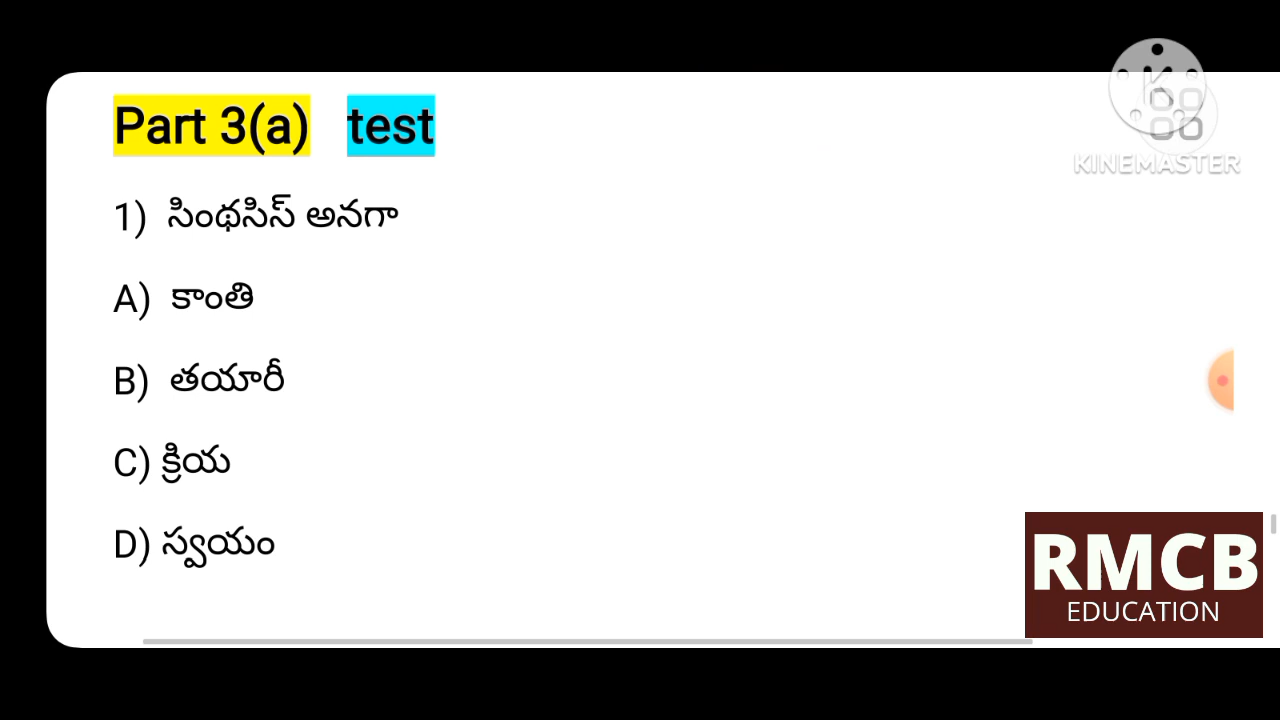 Part 3(a) test
KINEMASTER
1) సింథసిస్ అనగా
A) కాంతి
B) తయారీ
C) క్రియ
D) స్వయం
RMCB
EDUCATION